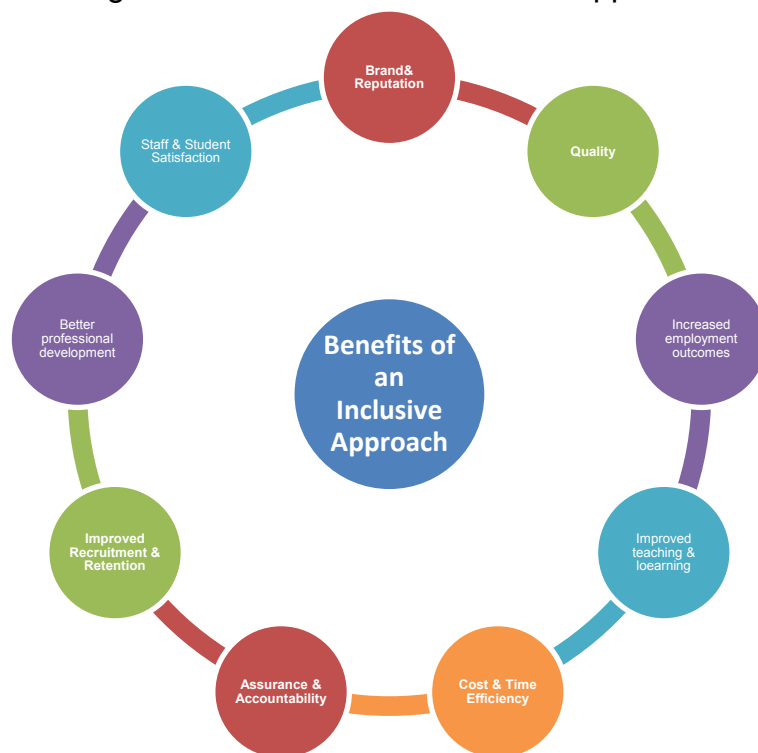 Brand&
Reputation
Quality
Increased
employment
outcomes
Improved
teaching &
loearning
Cost & Time
Efficiency
Assurance &
Accountability
Improved
Recruitment &
Retention
Better
professional
development
Staff & Student
Satisfaction
Benefits of
an
Inclusive
Approach